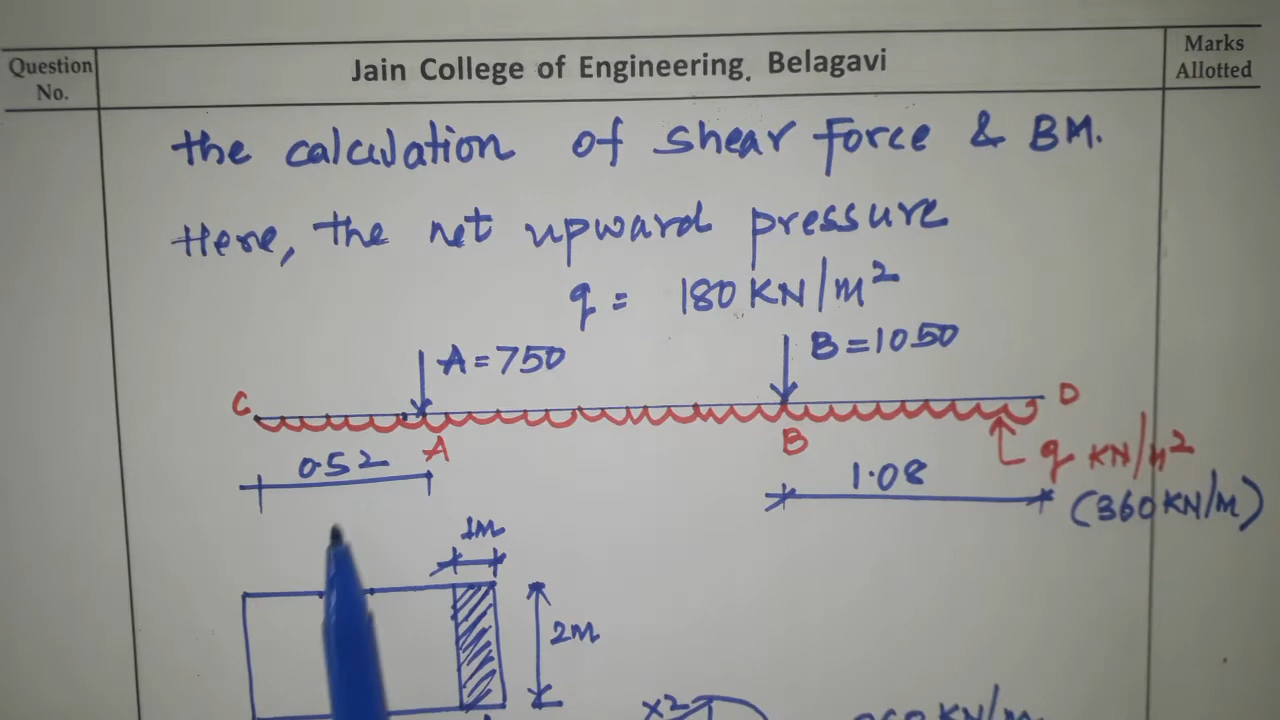 Question No.
Jain College of Engineering, Belagavi
Marks Allotted
the calculation of shear force & BM.
Here, the net upward pressure
q = 180 KN/m²
A=750
B=1050
C
D
A
B
q KN/m²
0.52
1.08
(360 KN/m)
1m
2m
x2